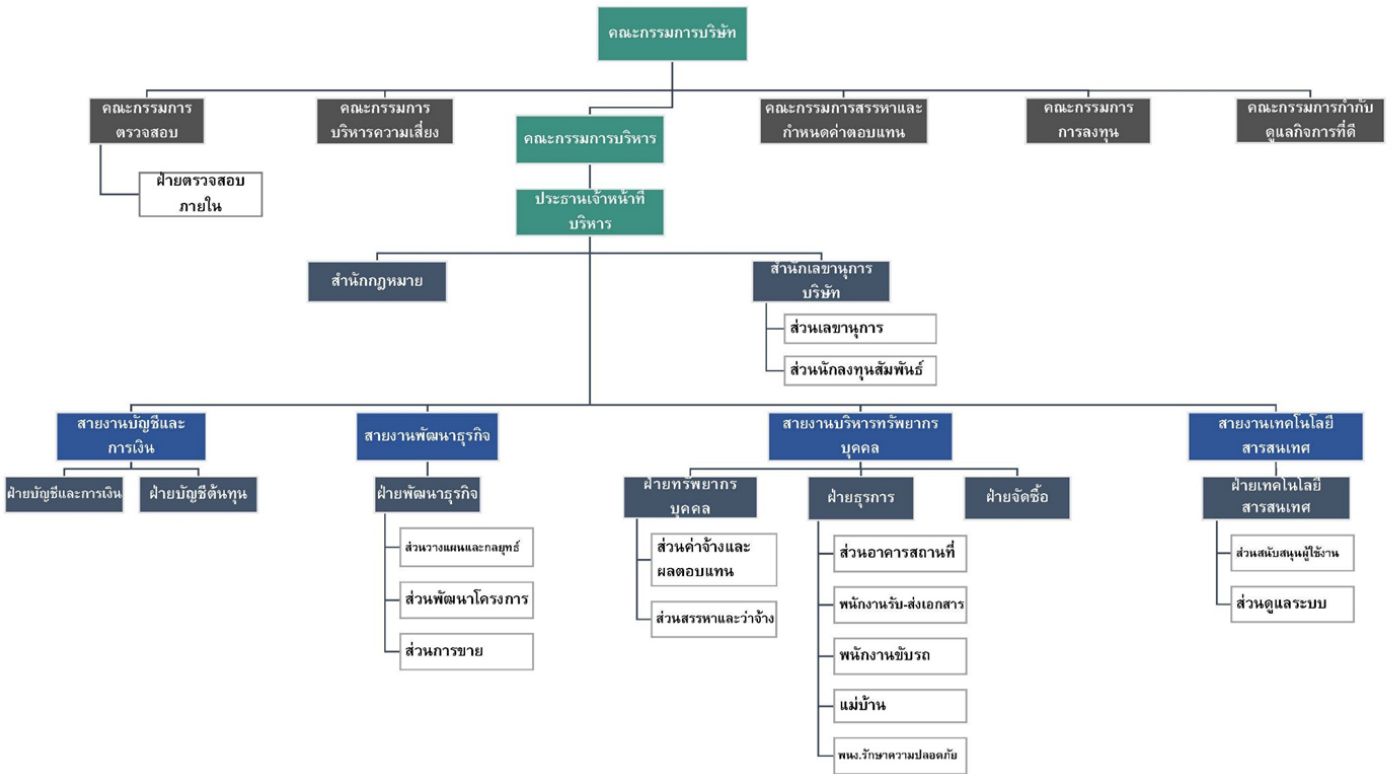 คณะกรรมการบริษัท
คณะกรรมการ
ตรวจสอบ
คณะกรรมการ
บริหารความเสี่ยง
คณะกรรมการสรรหาและ
กำหนดค่าตอบแทน
คณะกรรมการ
การลงทุน
คณะกรรมการกำกับ
ดูแลกิจการที่ดี
คณะกรรมการบริหาร
ฝ่ายตรวจสอบ
ภายใน
ประธานเจ้าหน้าที่
บริหาร
สำนักกฎหมาย
สำนักเลขานุการ
บริษัท
ส่วนเลขานุการ
ส่วนนักลงทุนสัมพันธ์
สายงานบัญชีและ
การเงิน
สายงานพัฒนาธุรกิจ
สายงานบริหารทรัพยากร
บุคคล
สายงานเทคโนโลยี
สารสนเทศ
ฝ่ายบัญชีและการเงิน
ฝ่ายบัญชีต้นทุน
ฝ่ายพัฒนาธุรกิจ
ฝ่ายทรัพยากร
บุคคล
ฝ่ายธุรการ
ฝ่ายจัดซื้อ
ฝ่ายเทคโนโลยี
สารสนเทศ
ส่วนวางแผนและกลยุทธ์
ส่วนพัฒนาโครงการ
ส่วนการขาย
ส่วนค่าจ้างและ
ผลตอบแทน
ส่วนสรรหาและว่าจ้าง
ส่วนอาคารสถานที่
พนักงานรับ-ส่งเอกสาร
พนักงานขับรถ
แม่บ้าน
พนง.รักษาความปลอดภัย
ส่วนสนับสนุนผู้ใช้งาน
ส่วนดูแลระบบ